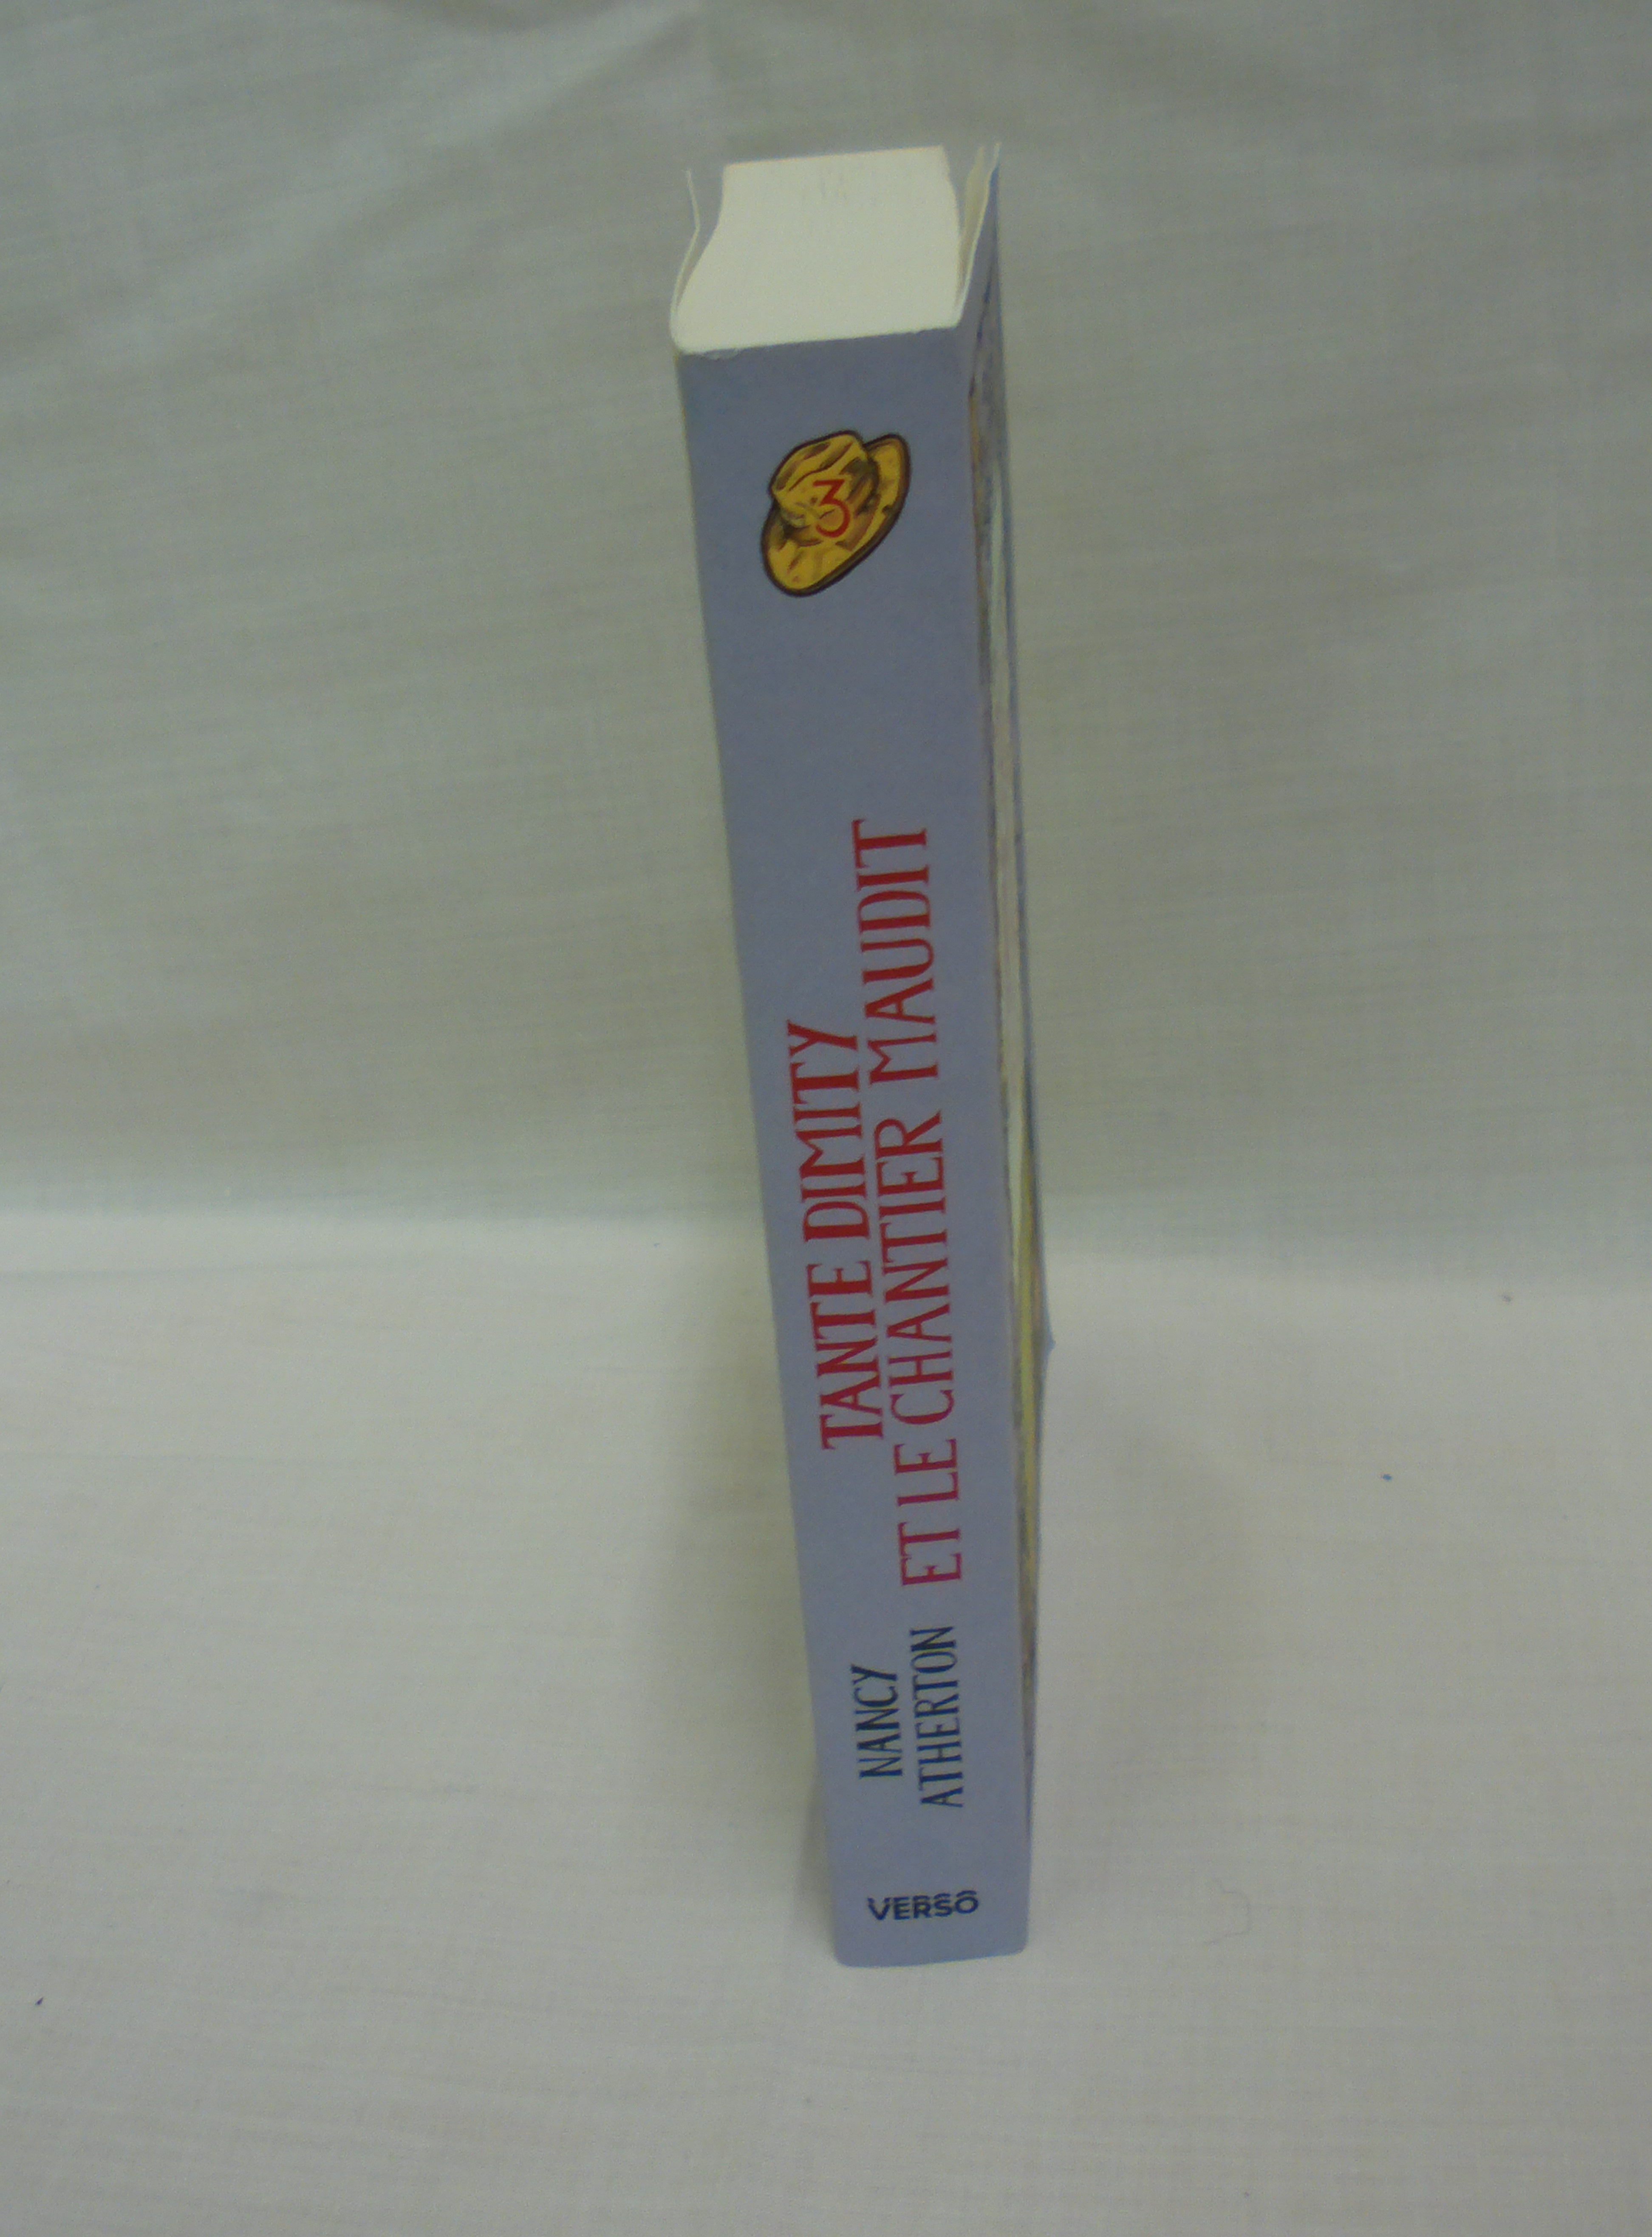 3
TANTE DIMITY
ET LE CHANTIER MAUDIT
NANCY
ATHERTON
VERSO